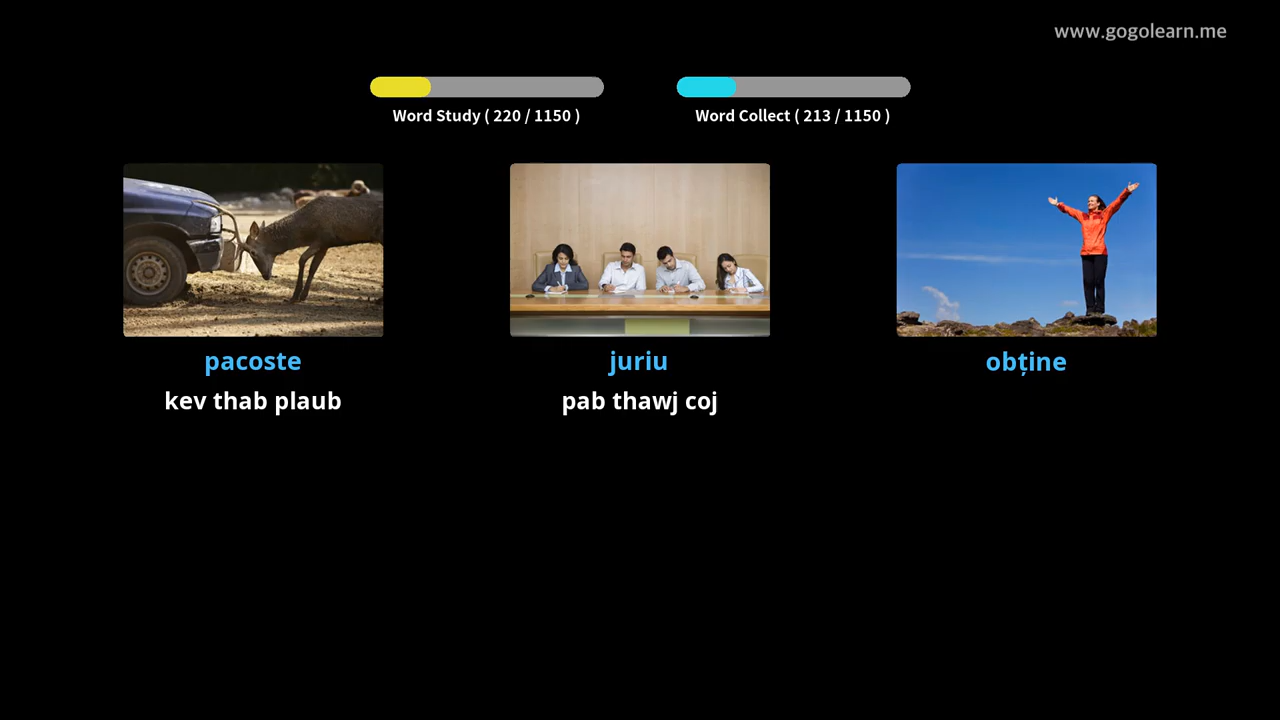 www.gogolearn.me
Word Study ( 220 / 1150 )
Word Collect ( 213 / 1150 )
pacoste
juriu
obține
kev thab plaub
pab thawj coj